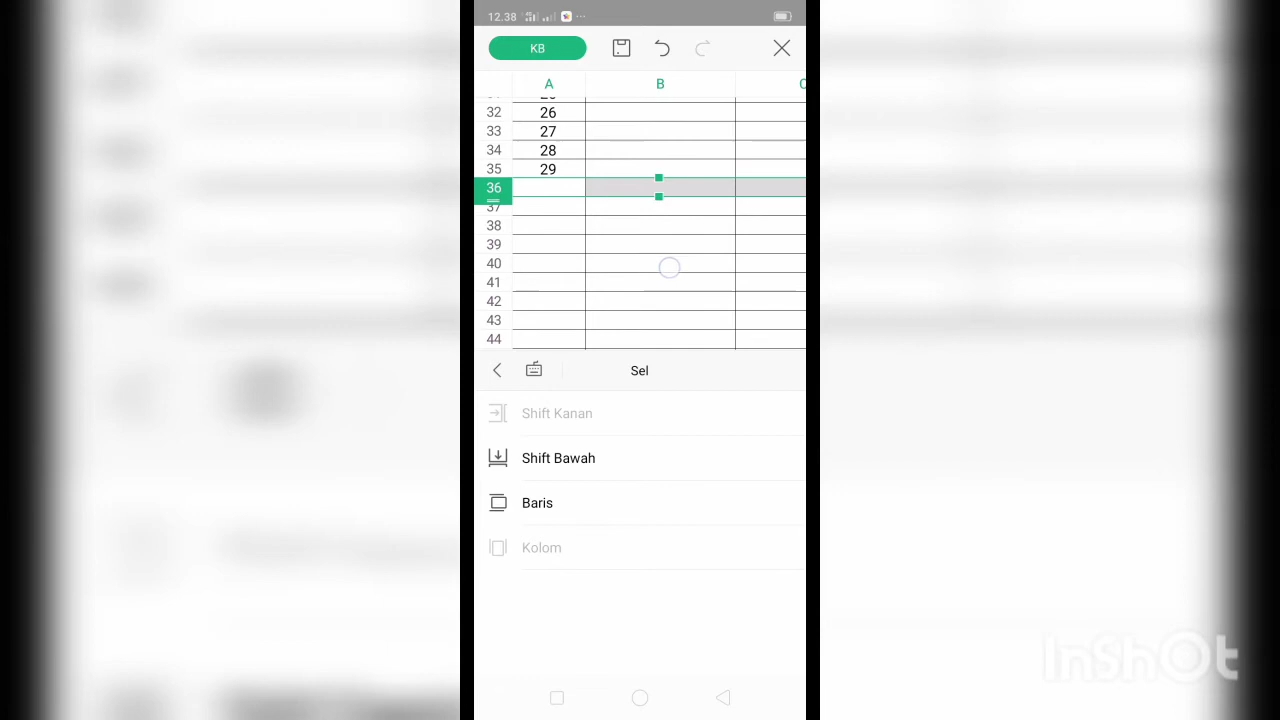 12.38
KB
A B C
32 26
33 27
34 28
35 29
36
37
38
39
40
41
42
43
44
Sel
Shift Kanan
Shift Bawah
Baris
Kolom
InShOt